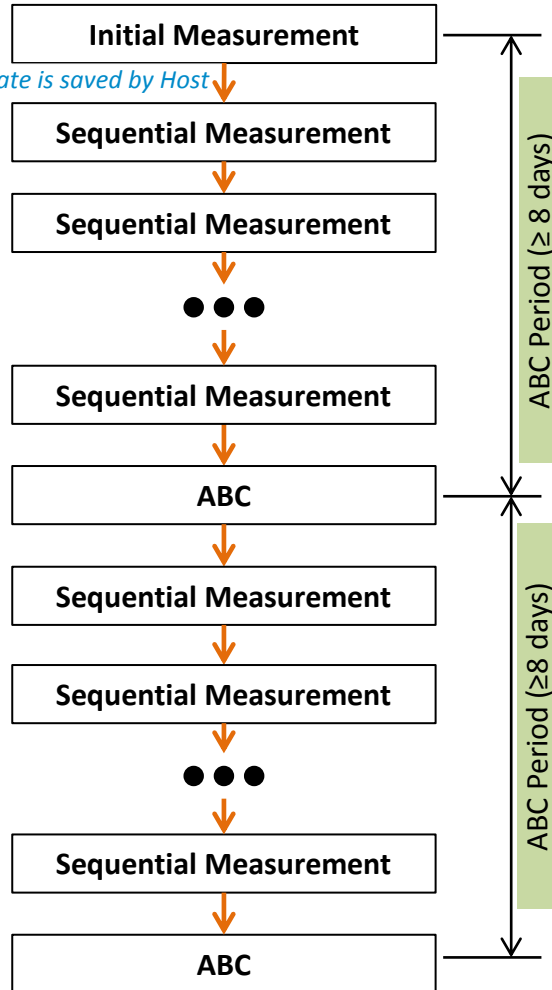 Initial Measurement
ate is saved by Host
Sequential Measurement
Sequential Measurement
Sequential Measurement
ABC
ABC Period (≥ 8 days)
Sequential Measurement
Sequential Measurement
Sequential Measurement
ABC
ABC Period (≥8 days)